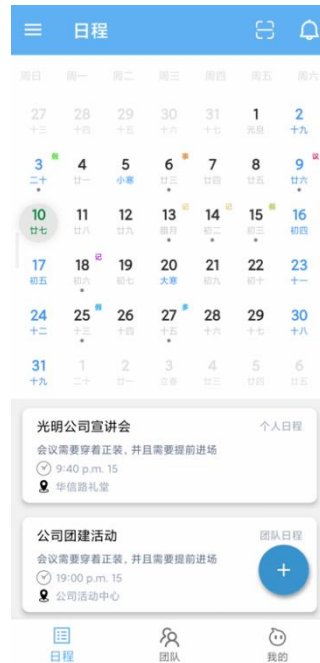 日程
周日 周一 周二 周三 周四 周五 周六
27 28 29 30 31 1 2
十三 十四 十五 十六 十七 元旦 十九
3 4 5 6 7 8 9
二十 廿一 小寒 廿三 廿四 廿五 廿六
假 事 议
10 11 12 13 14 15 16
廿七 廿八 廿九 腊月 初二 初三 初四
记 记 假
17 18 19 20 21 22 23
初五 初六 初七 大寒 初九 初十 十一
记
24 25 26 27 28 29 30
十二 十三 十四 十五 十六 十七 十八
假 多
31 1 2 3 4 5 6
十九 二十 廿一 立春 廿三 廿四 廿五
光明公司宣讲会 个人日程
会议需要穿着正装，并且需要提前进场
9:40 p.m. 15
华信路礼堂
公司团建活动 团队日程
会议需要穿着正装，并且需要提前进场
19:00 p.m. 15
公司活动中心
日程 团队 我的